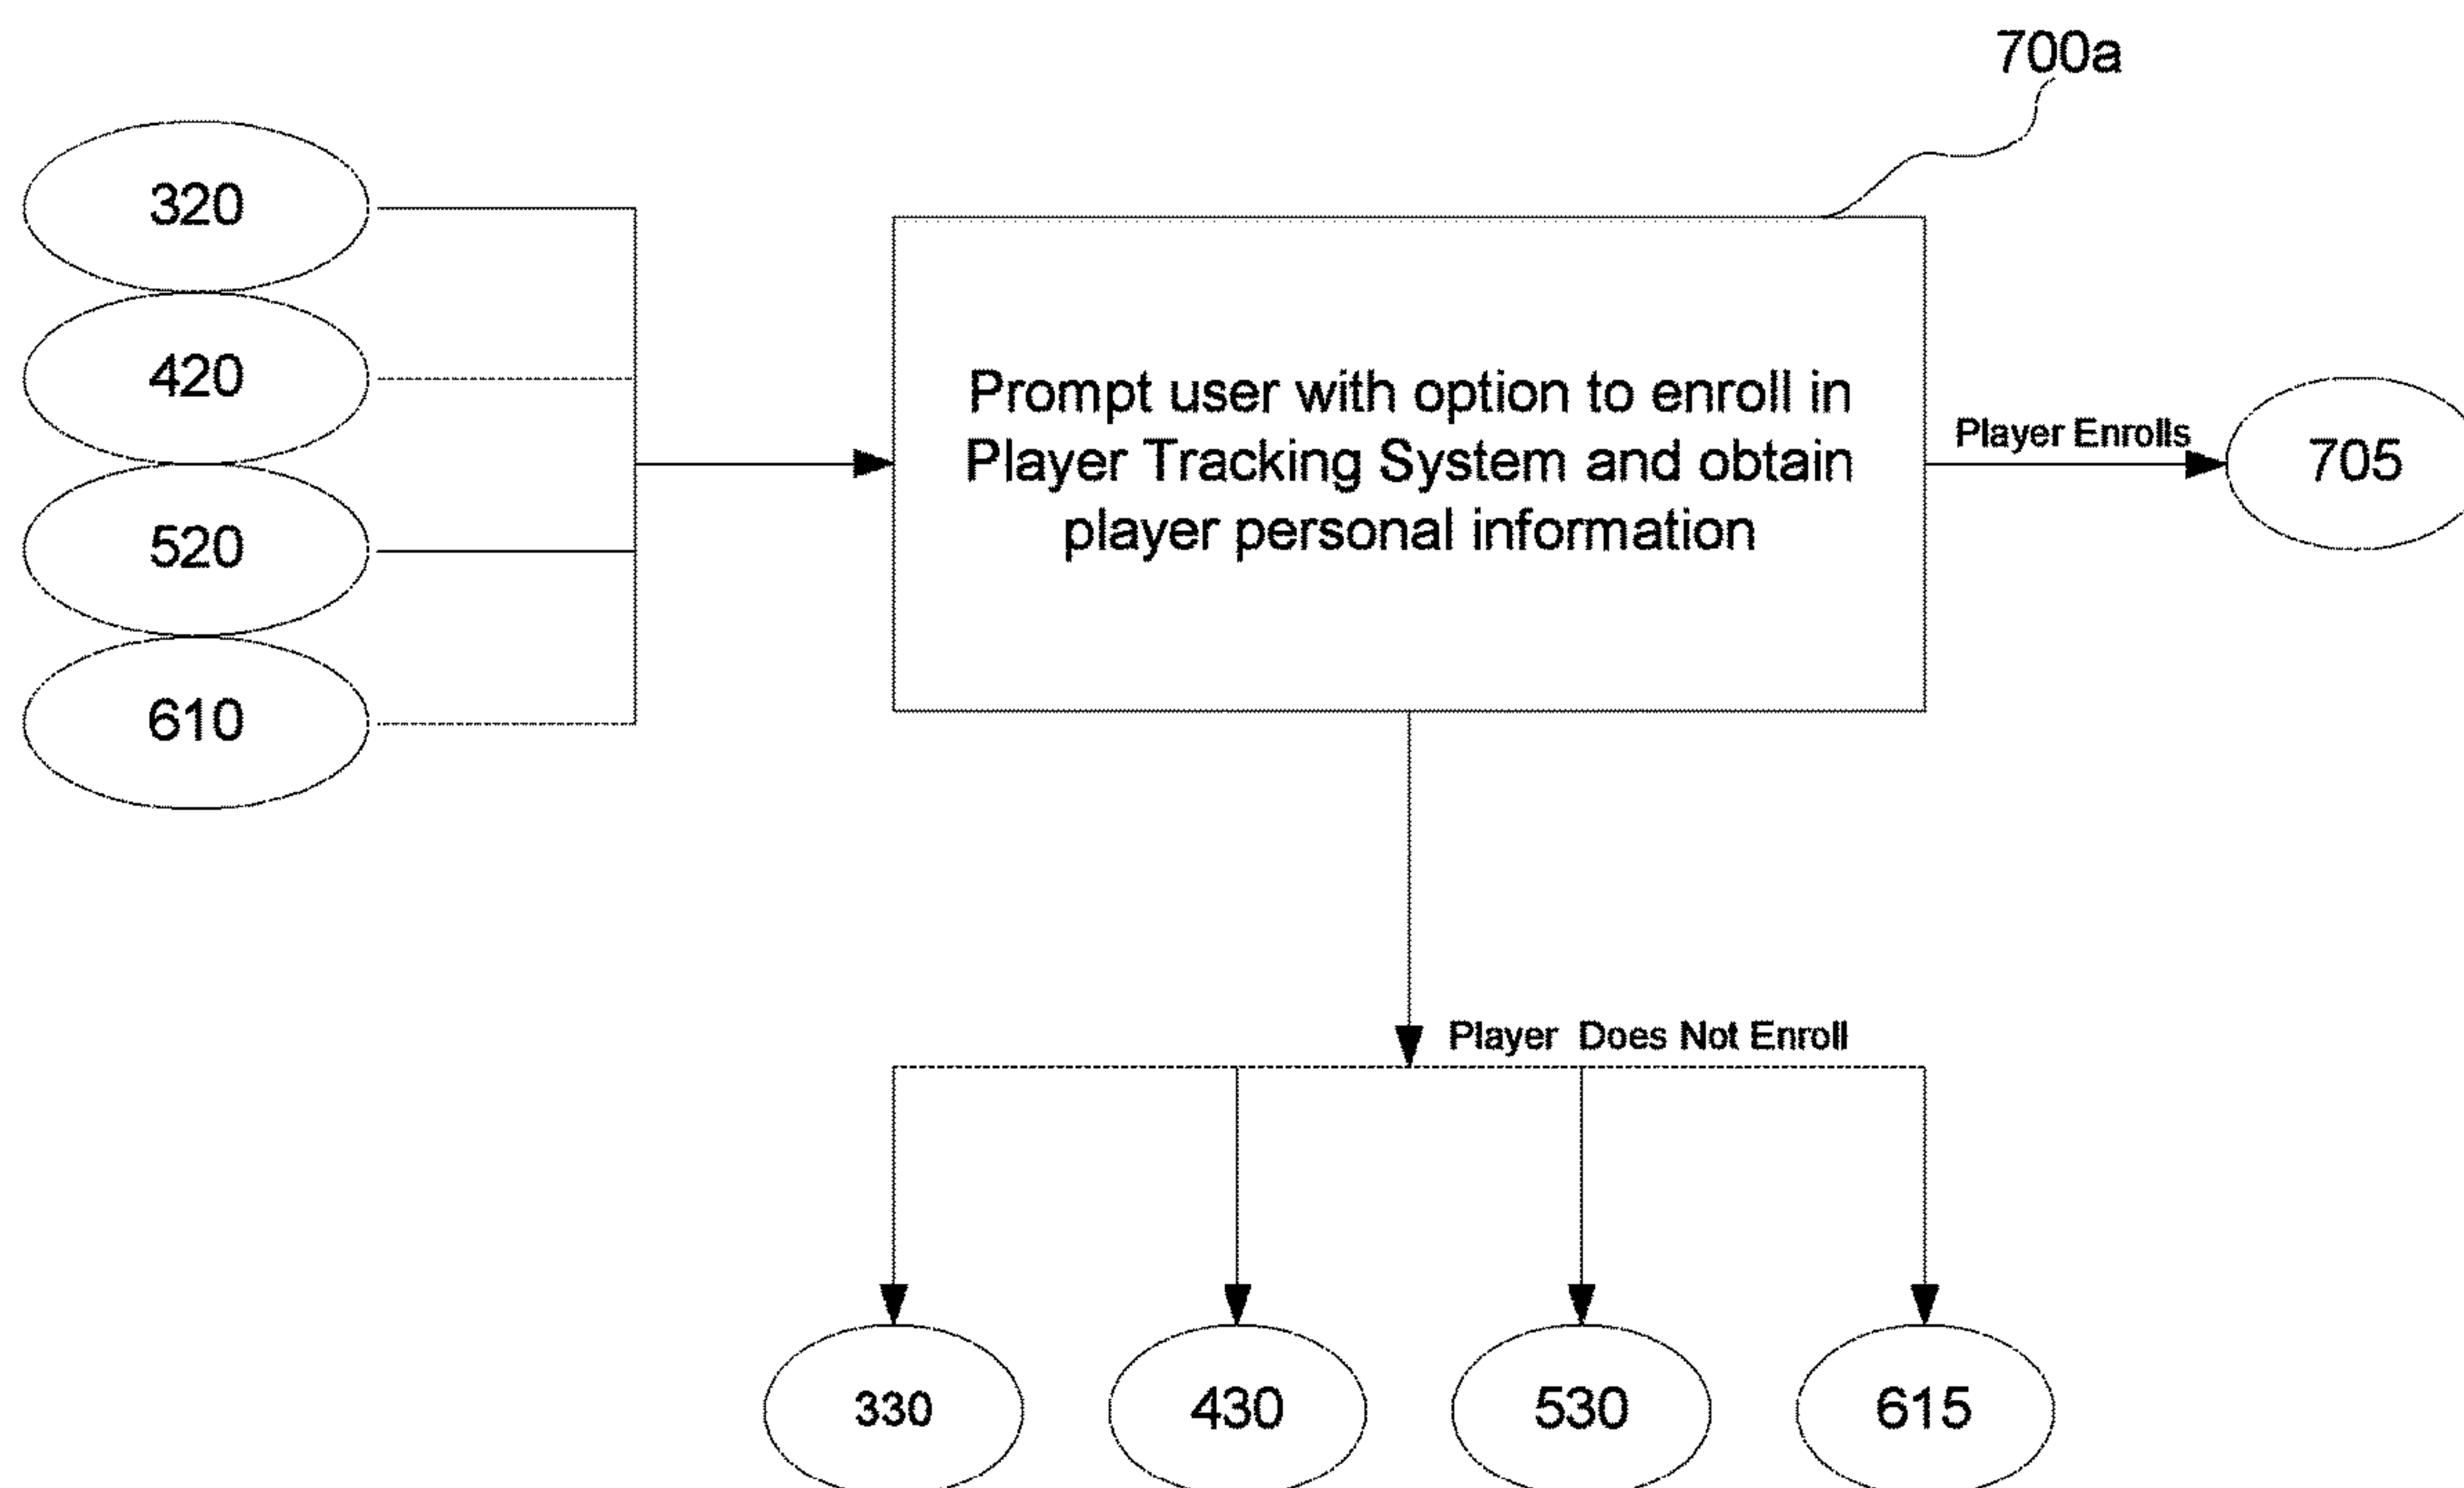 700a
320
420
520
610
Prompt user with option to enroll in
Player Tracking System and obtain
player personal information
Player Enrolls
705
Player Does Not Enroll
330
430
530
615